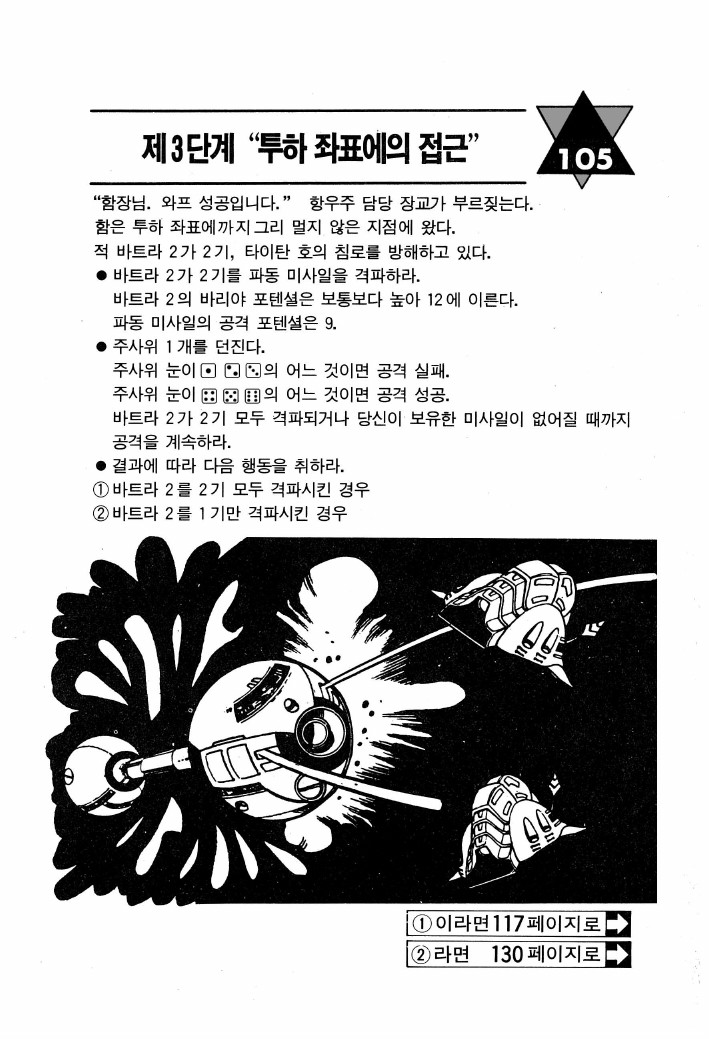 제3단계 “투하 좌표에의 접근”
105
“함장님. 와프 성공입니다.” 항우주 담당 장교가 부르짖는다.
함은 투하 좌표에까지 그리 멀지 않은 지점에 왔다.
적 바트라 2가 2기, 타이탄 호의 침로를 방해하고 있다.
● 바트라 2가 2기를 파동 미사일을 격파하라.
바트라 2의 바리야 포텐셜은 보통보다 높아 12에 이른다.
파동 미사일의 공격 포텐셜은 9.
● 주사위 1개를 던진다.
주사위 눈이 ⚀ ⚁ ⚂의 어느 것이면 공격 실패.
주사위 눈이 ⚃ ⚄ ⚅의 어느 것이면 공격 성공.
바트라 2가 2기 모두 격파되거나 당신이 보유한 미사일이 없어질 때까지
공격을 계속하라.
● 결과에 따라 다음 행동을 취하라.
① 바트라 2를 2기 모두 격파시킨 경우
② 바트라 2를 1기만 격파시킨 경우
① 이라면 117 페이지로
② 라면 130 페이지로